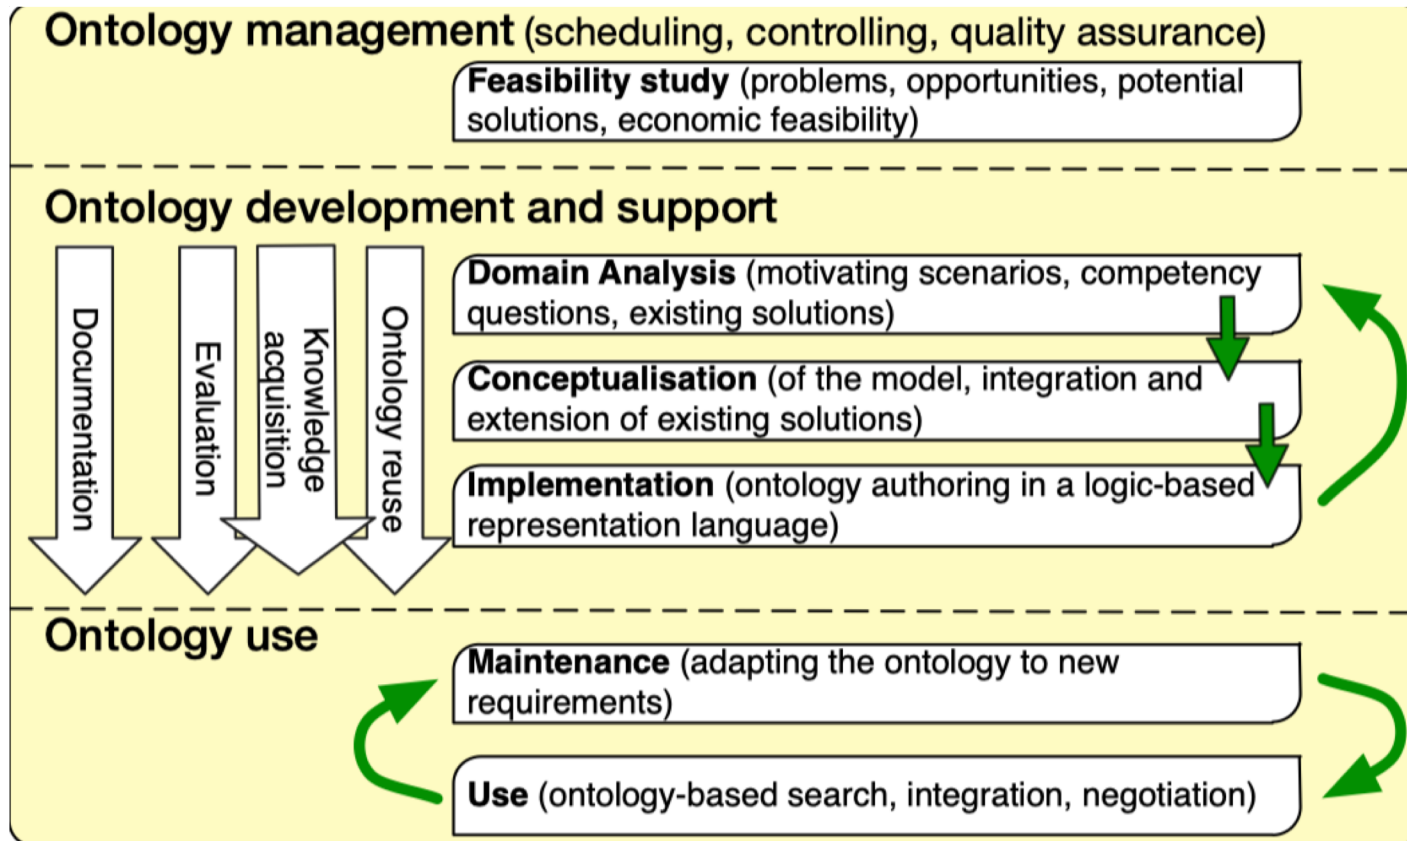 Ontology management (scheduling, controlling, quality assurance)
Feasibility study (problems, opportunities, potential
solutions, economic feasibility)
Ontology development and support
Documentation
Evaluation
Knowledge
acquisition
Ontology reuse
Domain Analysis (motivating scenarios, competency
questions, existing solutions)
Conceptualisation (of the model, integration and
extension of existing solutions)
Implementation (ontology authoring in a logic-based
representation language)
Ontology use
Maintenance (adapting the ontology to new
requirements)
Use (ontology-based search, integration, negotiation)